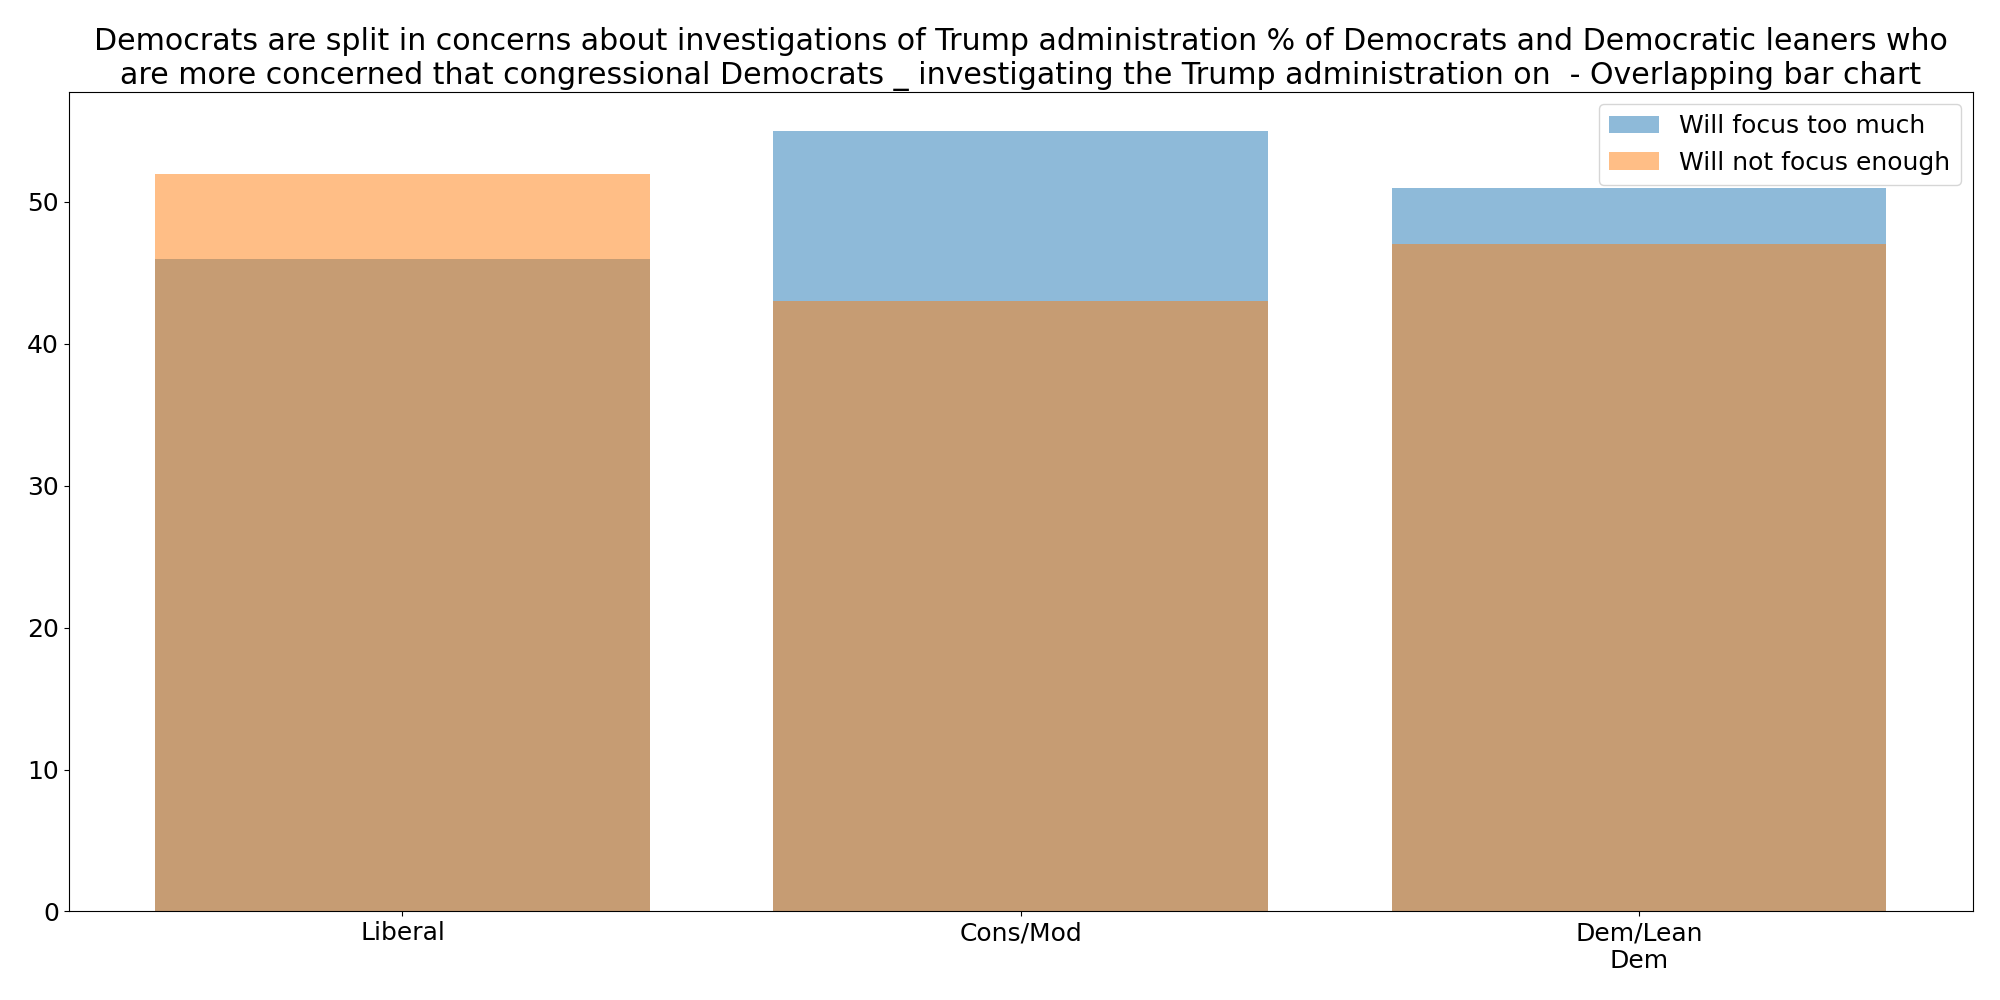 Democrats are split in concerns about investigations of Trump administration % of Democrats and Democratic leaners who
are more concerned that congressional Democrats _ investigating the Trump administration on  - Overlapping bar chart
Will focus too much
Will not focus enough
50
40
30
20
10
0
Liberal
Cons/Mod
Dem/Lean
Dem